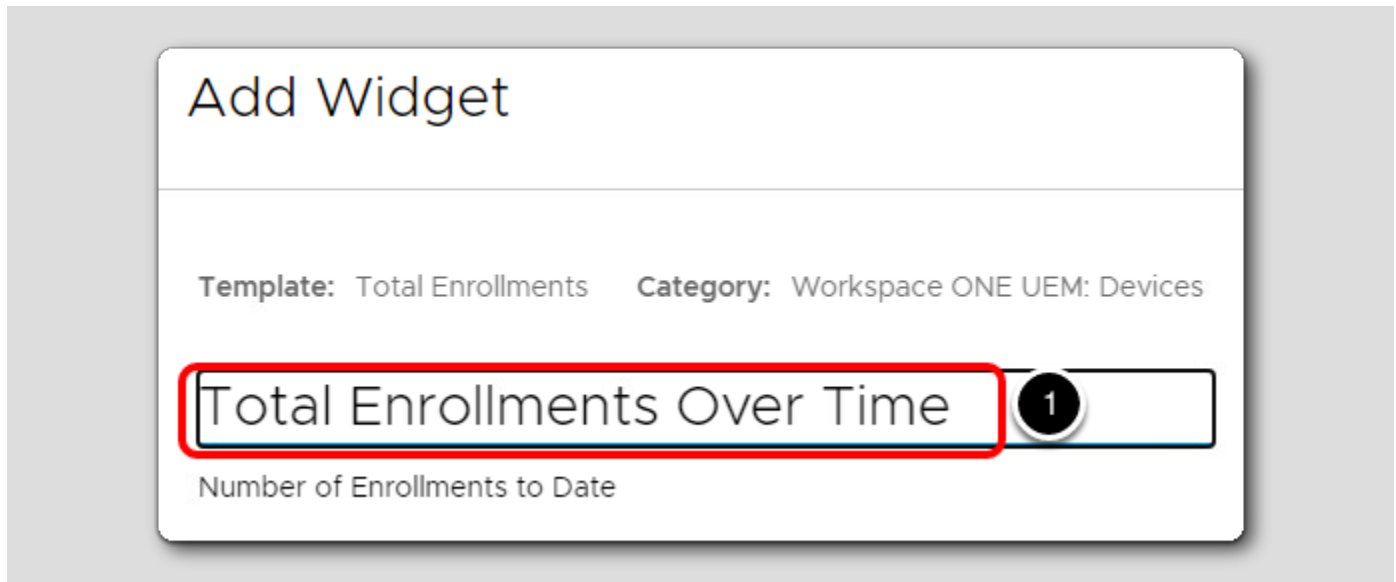 Add Widget
Template: Total Enrollments Category: Workspace ONE UEM: Devices
Total Enrollments Over Time 1
Number of Enrollments to Date